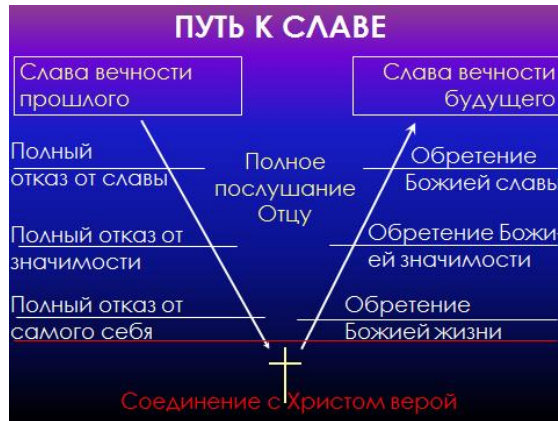 ПУТЬ К СЛАВЕ
Слава вечности
прошлого
Слава вечности
будущего
Полный
отказ от славы
Полное
послушание
Отцу
Обретение
Божией славы
Полный отказ от
значимости
Обретение Божи-
ей значимости
Полный отказ от
самого себя
Обретение
Божией жизни
Соединение с Христом верой